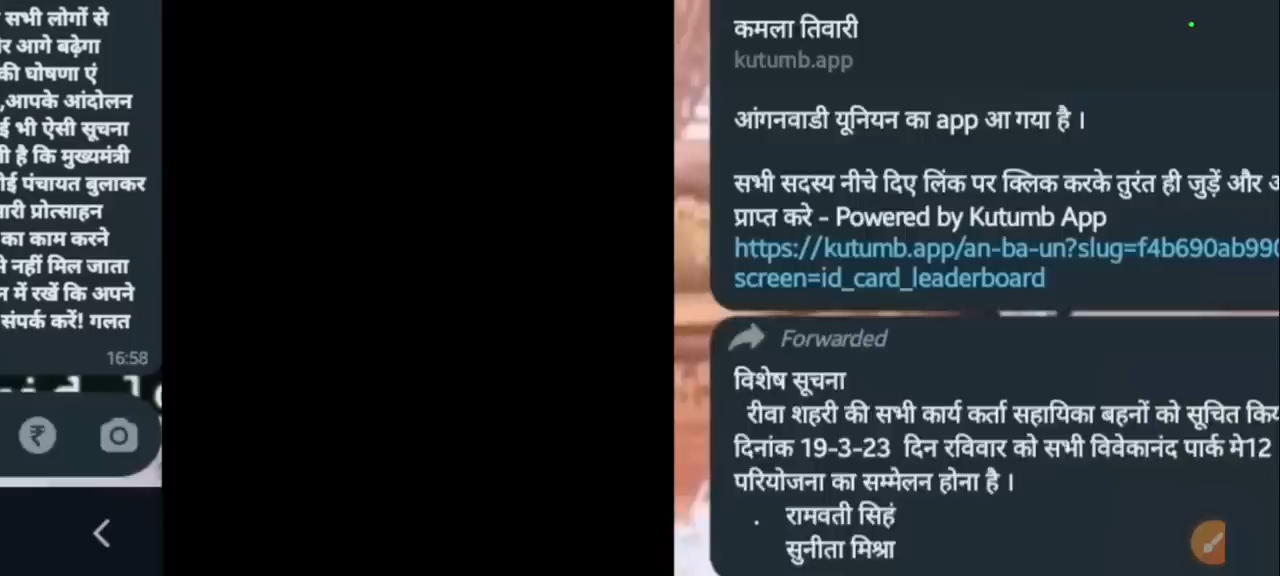 सभी लोगों से
र आगे बढ़ेगा
की घोषणा एं
,आपके आंदोलन
ई भी ऐसी सूचना
ी है कि मुख्यमंत्री
ोई पंचायत बुलाकर
ारी प्रोत्साहन
का काम करने
नहीं मिल जाता
न में रखें कि अपने
संपर्क करें! गलत
16:58
कमला तिवारी
kutumb.app
आंगनवाडी यूनियन का app आ गया है ।
सभी सदस्य नीचे दिए लिंक पर क्लिक करके तुरंत ही जुड़ें और
प्राप्त करे - Powered by Kutumb App
https://kutumb.app/an-ba-un?slug=f4b690ab990
screen=id_card_leaderboard
Forwarded
विशेष सूचना
रीवा शहरी की सभी कार्य कर्ता सहायिका बहनों को सूचित किय
दिनांक 19-3-23 दिन रविवार को सभी विवेकानंद पार्क मे12
परियोजना का सम्मेलन होना है ।
. रामवती सिहं
सुनीता मिश्रा